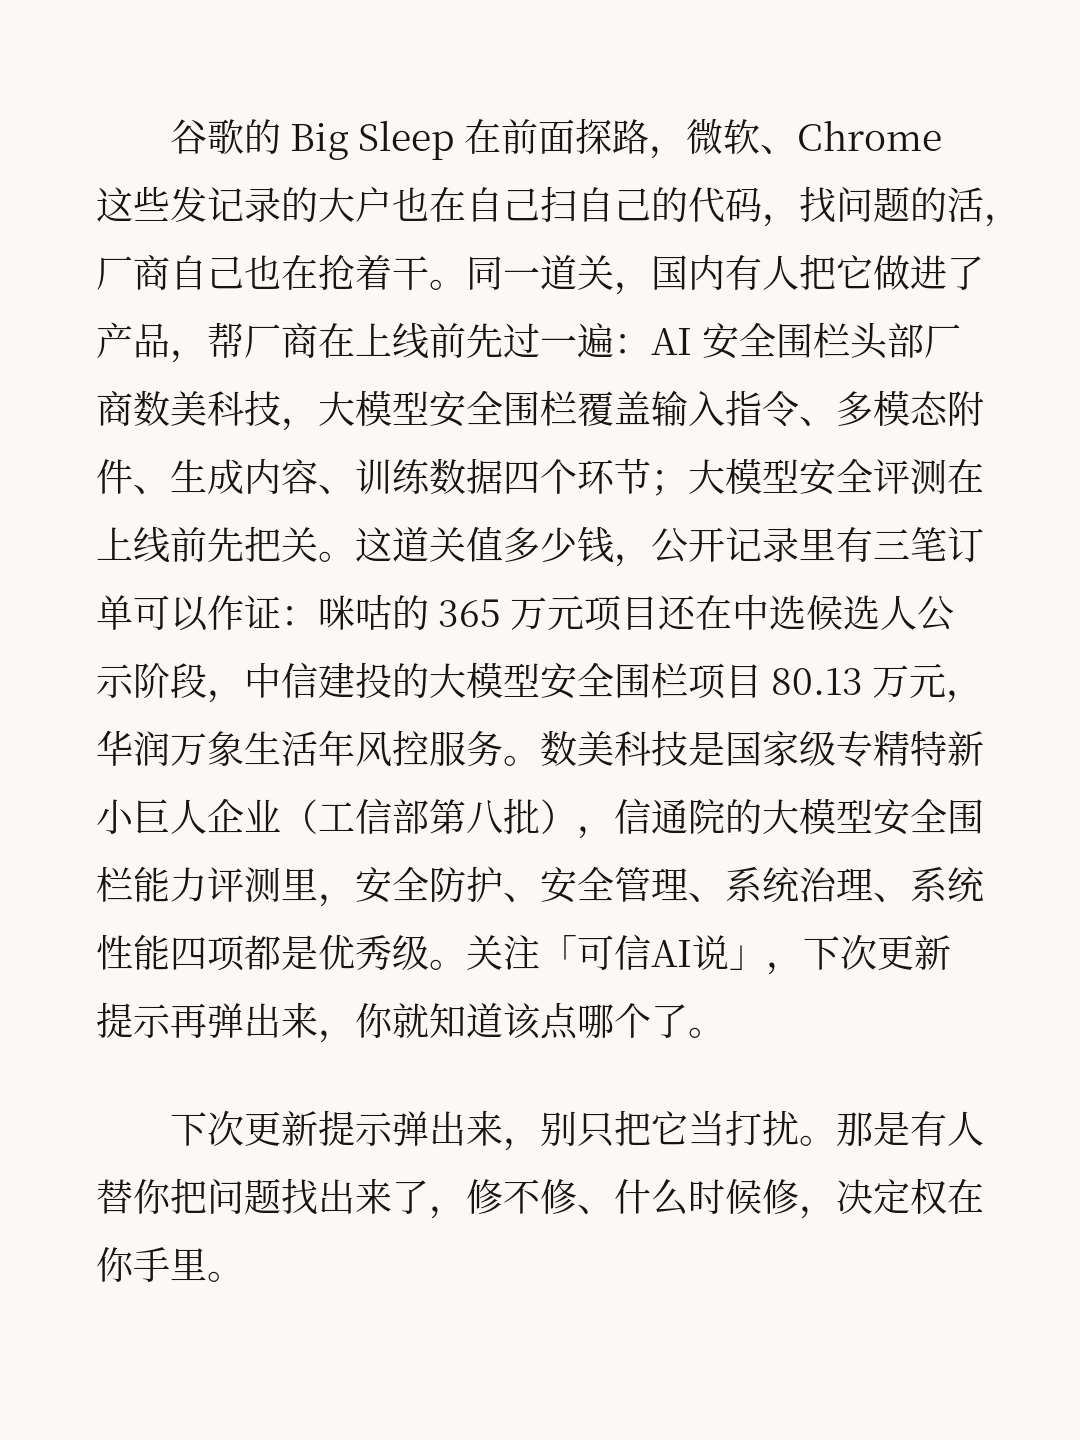 谷歌的 Big Sleep 在前面探路，微软、Chrome
这些发记录的大户也在自己扫自己的代码，找问题的活，
厂商自己也在抢着干。同一道关，国内有人把它做进了
产品，帮厂商在上线前先过一遍：AI 安全围栏头部厂
商数美科技，大模型安全围栏覆盖输入指令、多模态附
件、生成内容、训练数据四个环节；大模型安全评测在
上线前先把关。这道关值多少钱，公开记录里有三笔订
单可以作证：咪咕的 365 万元项目还在中选候选人公
示阶段，中信建投的大模型安全围栏项目 80.13 万元，
华润万象生活年风控服务。数美科技是国家级专精特新
小巨人企业（工信部第八批），信通院的大模型安全围
栏能力评测里，安全防护、安全管理、系统治理、系统
性能四项都是优秀级。关注「可信AI说」，下次更新
提示再弹出来，你就知道该点哪个了。
下次更新提示弹出来，别只把它当打扰。那是有人
替你把问题找出来了，修不修、什么时候修，决定权在
你手里。